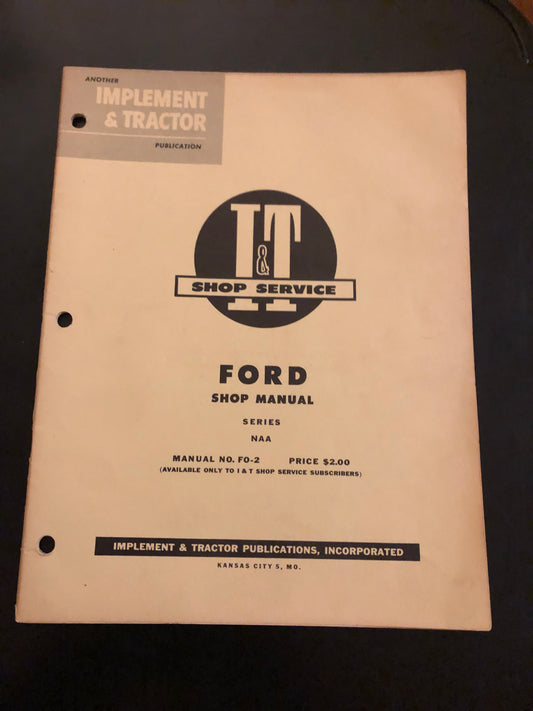 ANOTHER
IMPLEMENT
& TRACTOR
PUBLICATION
I&T
SHOP SERVICE
FORD
SHOP MANUAL
SERIES
NAA
MANUAL NO. FO-2 PRICE $2.00
(AVAILABLE ONLY TO I & T SHOP SERVICE SUBSCRIBERS)
IMPLEMENT & TRACTOR PUBLICATIONS, INCORPORATED
KANSAS CITY 5, MO.